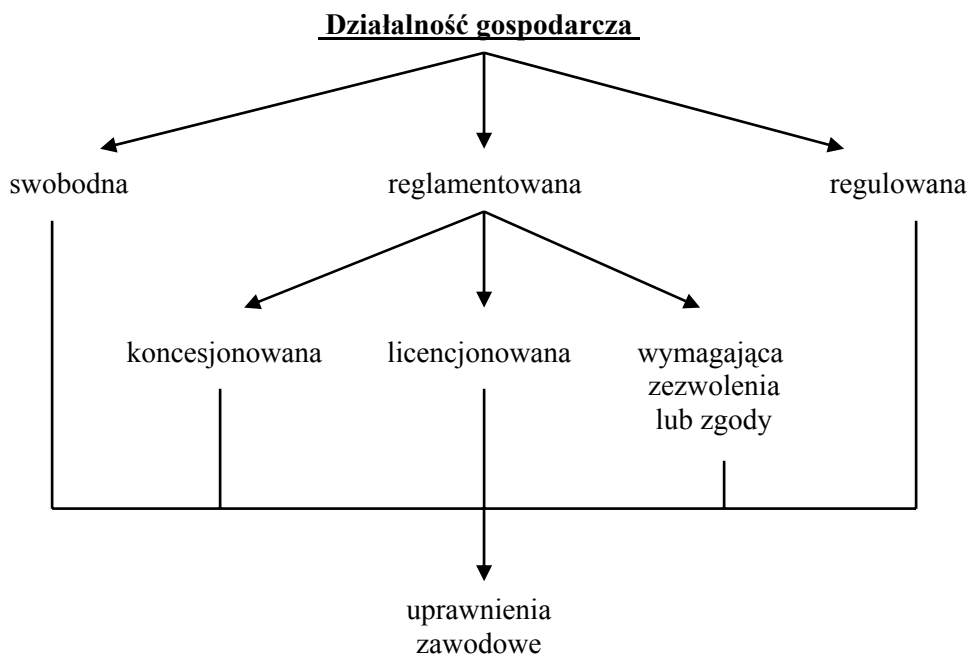 Działalność gospodarcza
swobodna reglamentowana regulowana
koncesjonowana licencjonowana wymagająca
zezwolenia
lub zgody
uprawnienia
zawodowe